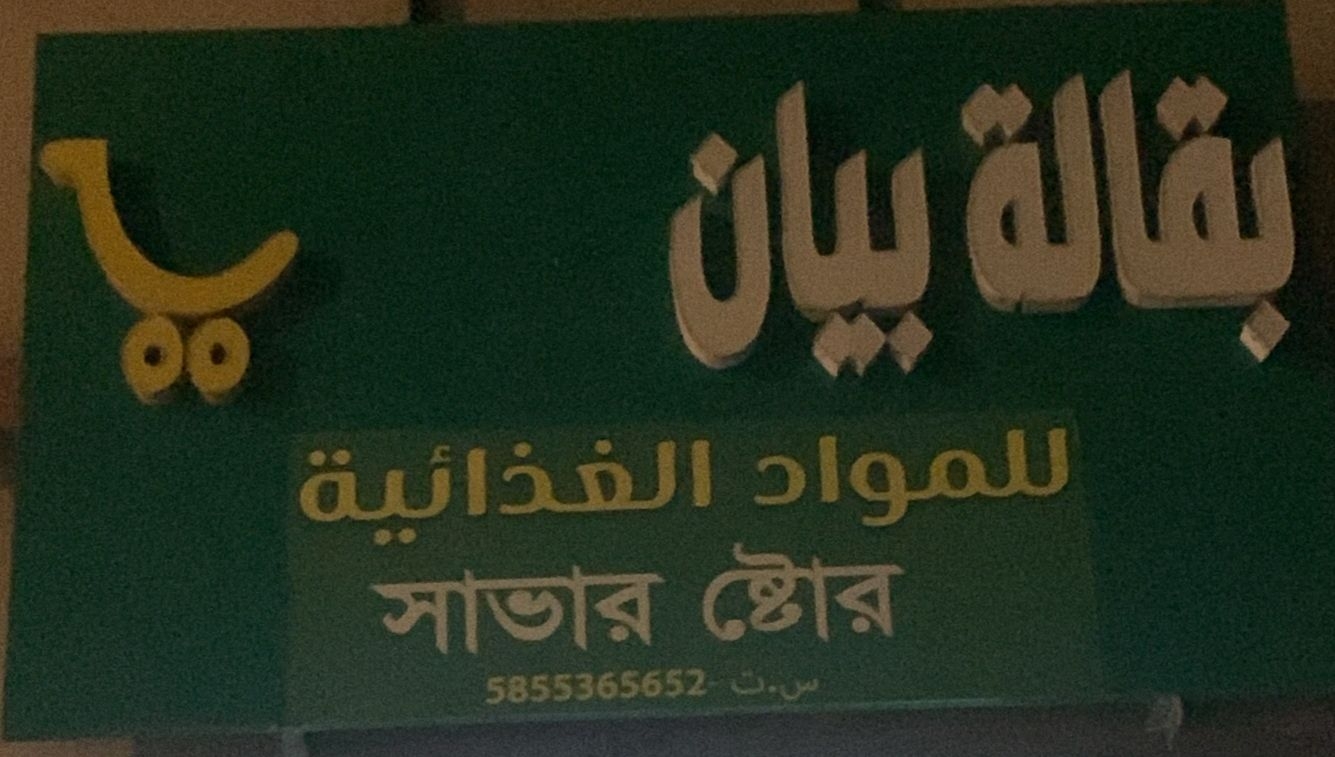 بقالة بيان
للمواد الغذائية
সাভার ষ্টোর
س.ت -5855365652